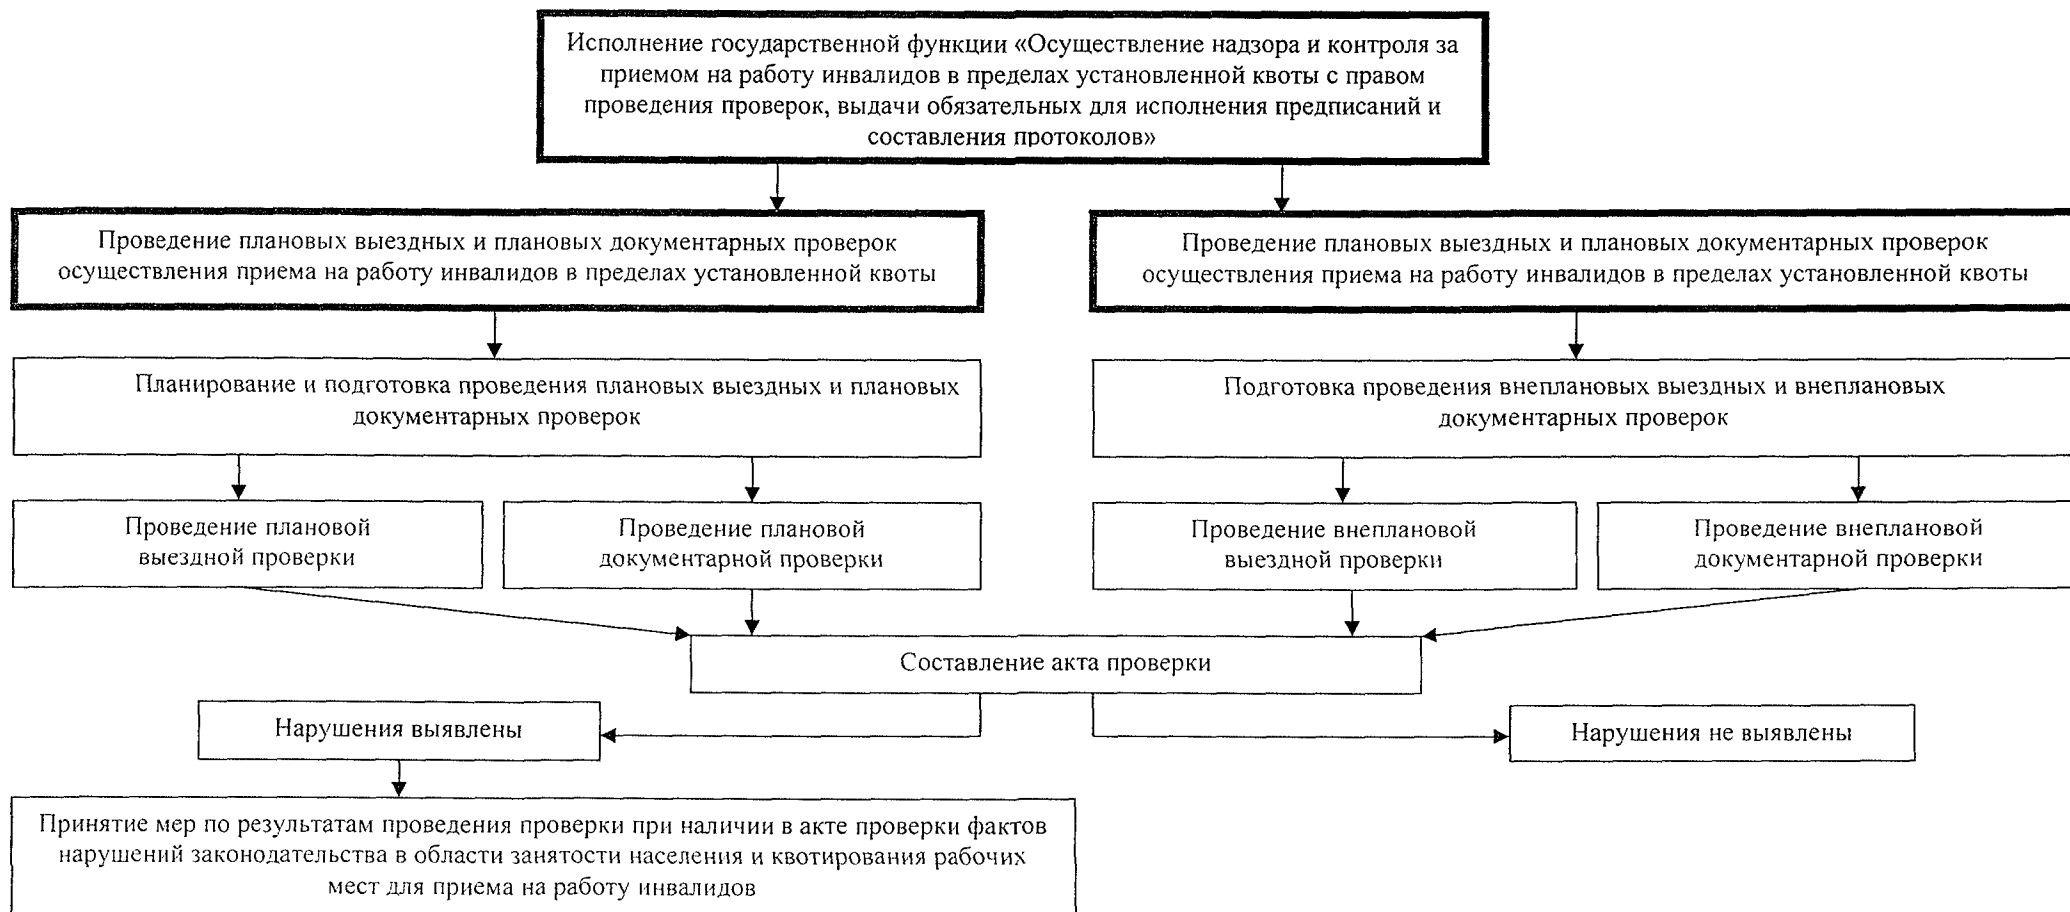 Исполнение государственной функции «Осуществление надзора и контроля за
приемом на работу инвалидов в пределах установленной квоты с правом
проведения проверок, выдачи обязательных для исполнения предписаний и
составления протоколов»
Проведение плановых выездных и плановых документарных проверок
осуществления приема на работу инвалидов в пределах установленной квоты
Проведение плановых выездных и плановых документарных проверок
осуществления приема на работу инвалидов в пределах установленной квоты
Планирование и подготовка проведения плановых выездных и плановых
документарных проверок
Подготовка проведения внеплановых выездных и внеплановых
документарных проверок
Проведение плановой
выездной проверки
Проведение плановой
документарной проверки
Проведение внеплановой
выездной проверки
Проведение внеплановой
документарной проверки
Составление акта проверки
Нарушения выявлены
Нарушения не выявлены
Принятие мер по результатам проведения проверки при наличии в акте проверки фактов
нарушений законодательства в области занятости населения и квотирования рабочих
мест для приема на работу инвалидов